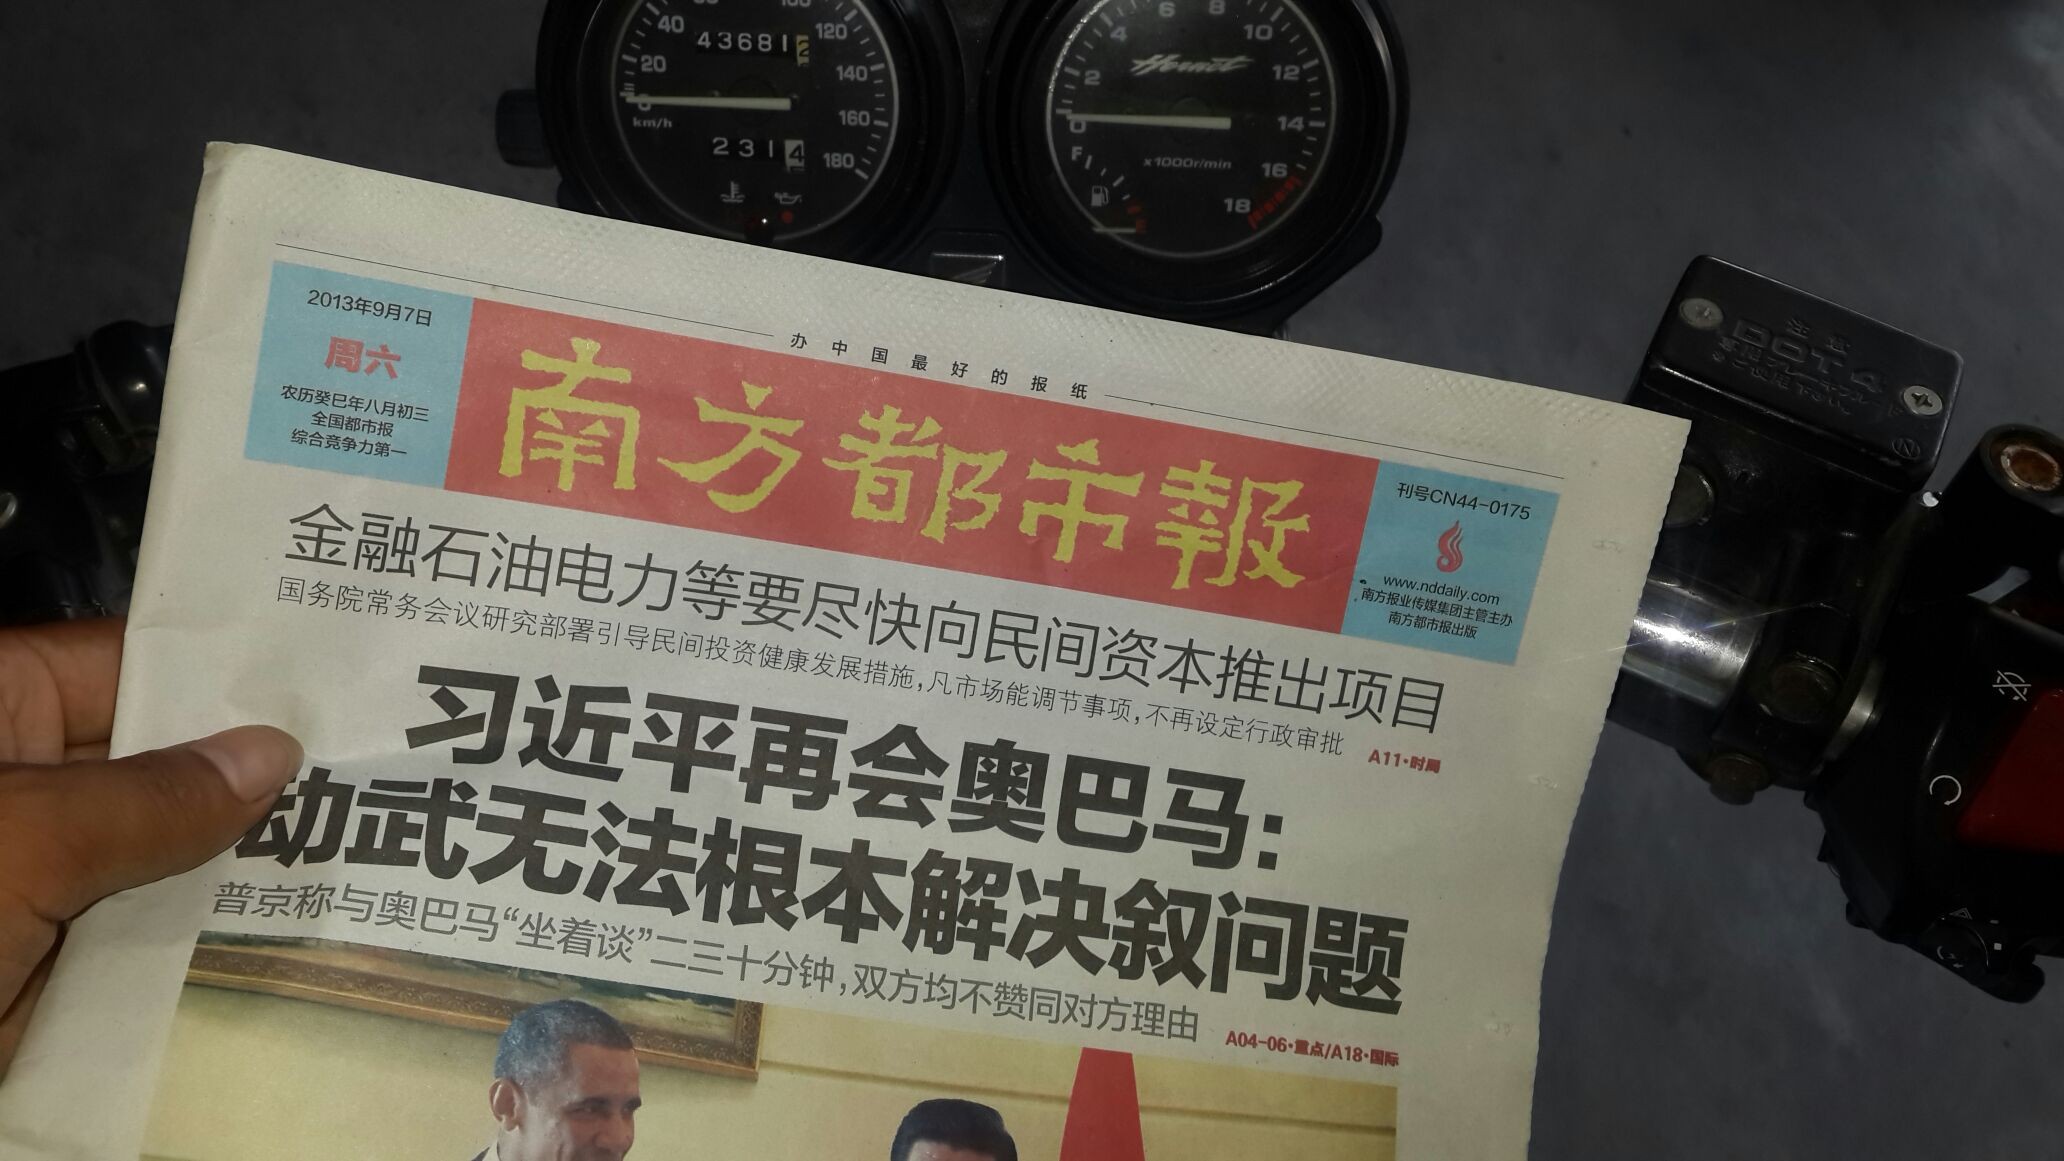 40
100
120
43681 2
20
140
0
160
km/h
231 4
180
6
8
4
10
Hornet
2
12
0
14
F
x1000r/min
16
18
E
DOT 4
办中国最好的报纸
2013年9月7日
周六
农历癸巳年八月初三
全国都市报
综合竞争力第一
南方都市報
刊号CN44-0175
www.nddaily.com
南方报业传媒集团主管主办
南方都市报出版
金融石油电力等要尽快向民间资本推出项目
国务院常务会议研究部署引导民间投资健康发展措施,凡市场能调节事项,不再设定行政审批
A11·时局
习近平再会奥巴马:
动武无法根本解决叙问题
普京称与奥巴马“坐着谈”二三十分钟,双方均不赞同对方理由
A04-06·重点/A18·国际